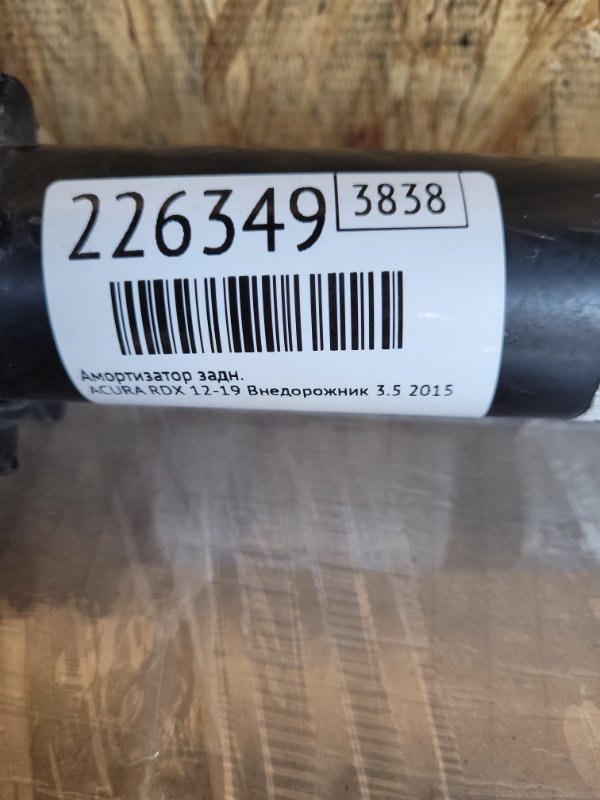 226349 3838
Амортизатор задн.
ACURA RDX 12-19 Внедорожник 3.5 2015